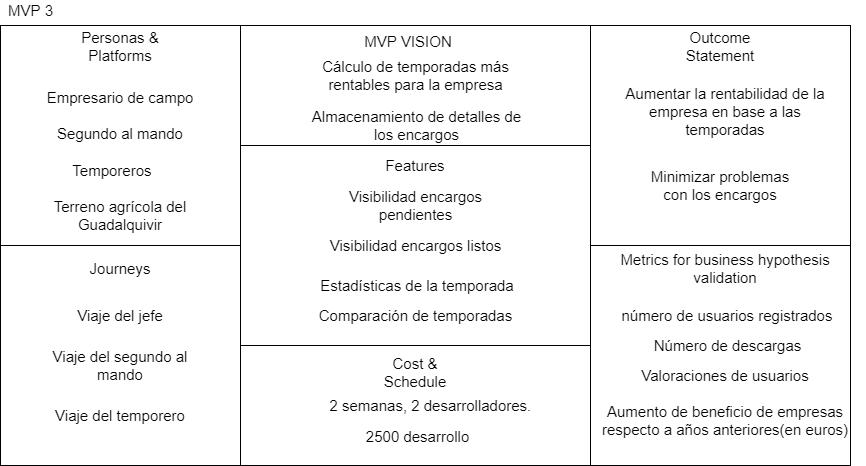 MVP 3
Personas &
Platforms
Empresario de campo
Segundo al mando
Temporeros
Terreno agrícola del
Guadalquivir
MVP VISION
Cálculo de temporadas más
rentables para la empresa
Almacenamiento de detalles de
los encargos
Outcome
Statement
Aumentar la rentabilidad de la
empresa en base a las
temporadas
Minimizar problemas
con los encargos
Features
Visibilidad encargos
pendientes
Visibilidad encargos listos
Estadísticas de la temporada
Comparación de temporadas
Journeys
Viaje del jefe
Viaje del segundo al
mando
Viaje del temporero
Cost &
Schedule
2 semanas, 2 desarrolladores.
2500 desarrollo
Metrics for business hypothesis
validation
número de usuarios registrados
Número de descargas
Valoraciones de usuarios
Aumento de beneficio de empresas
respecto a años anteriores(en euros)